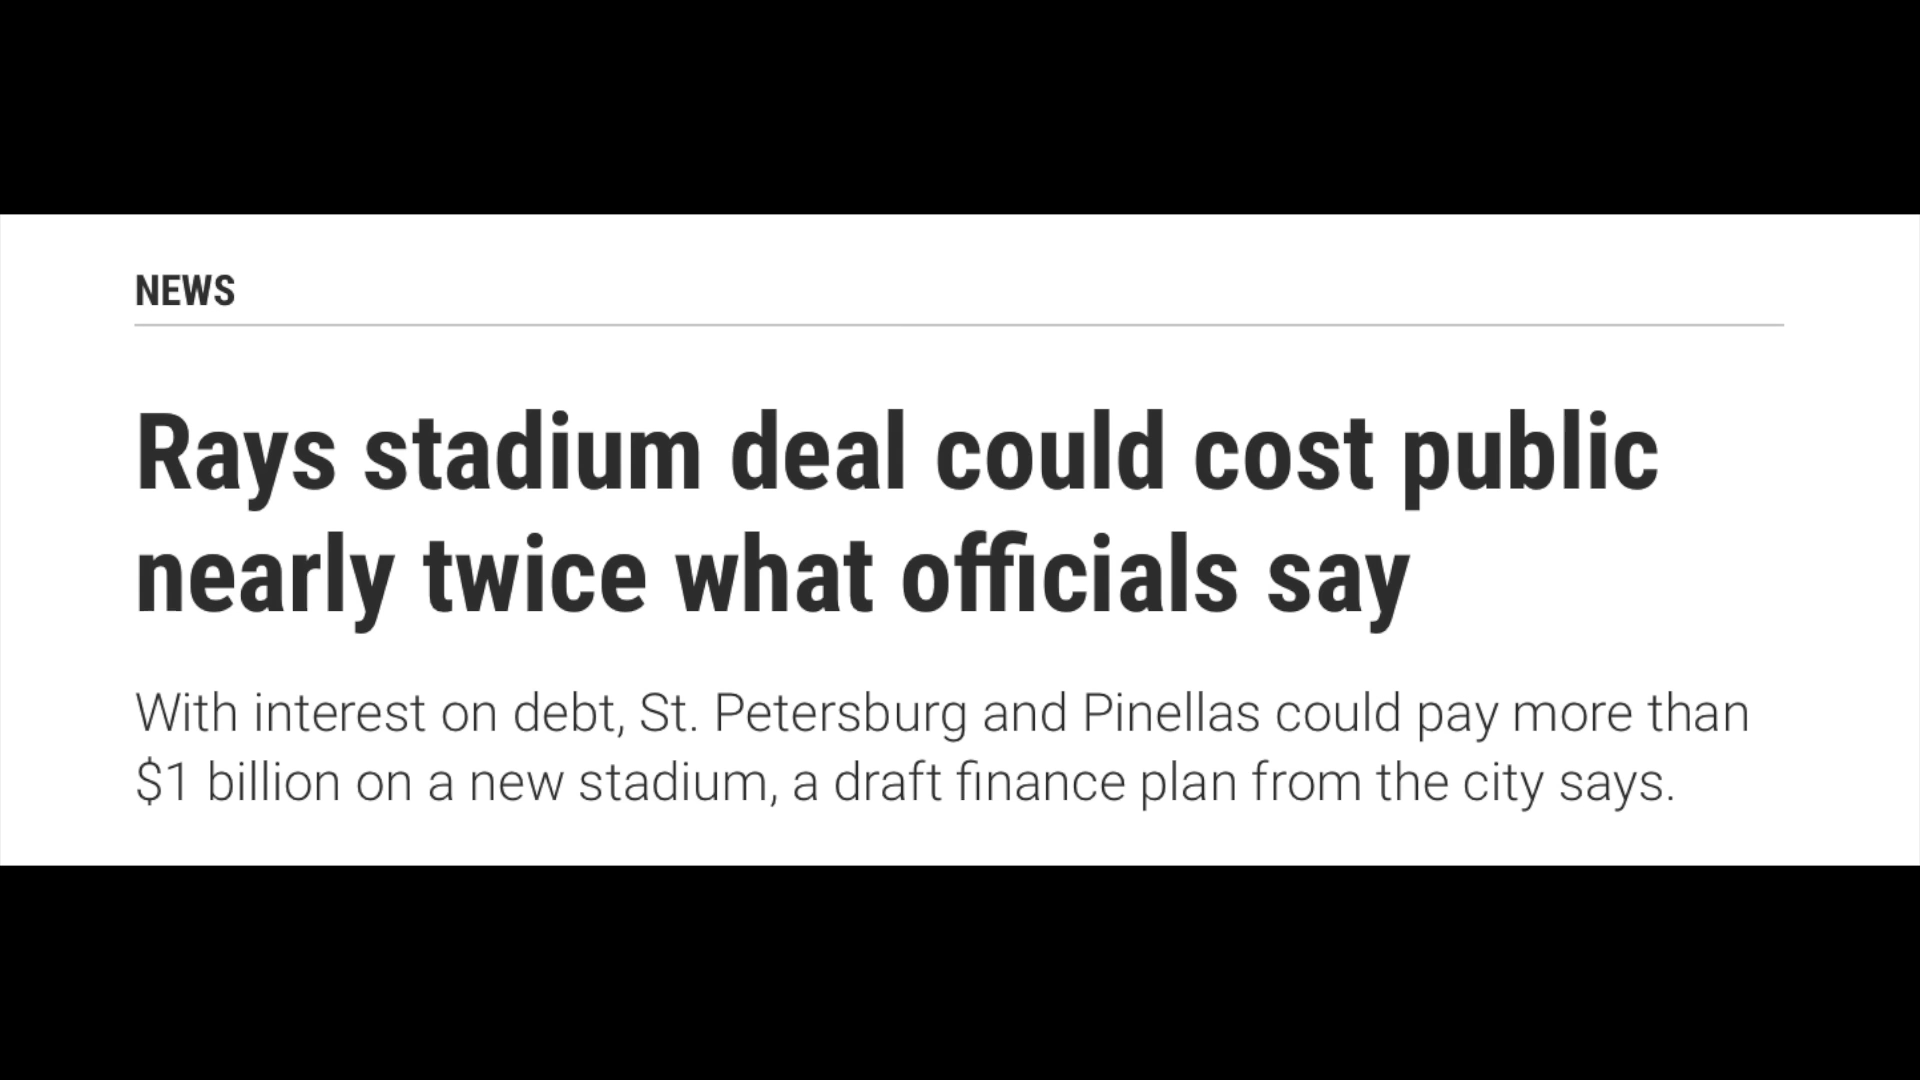 NEWS
Rays stadium deal could cost public
nearly twice what officials say
With interest on debt, St. Petersburg and Pinellas could pay more than
$1 billion on a new stadium, a draft finance plan from the city says.